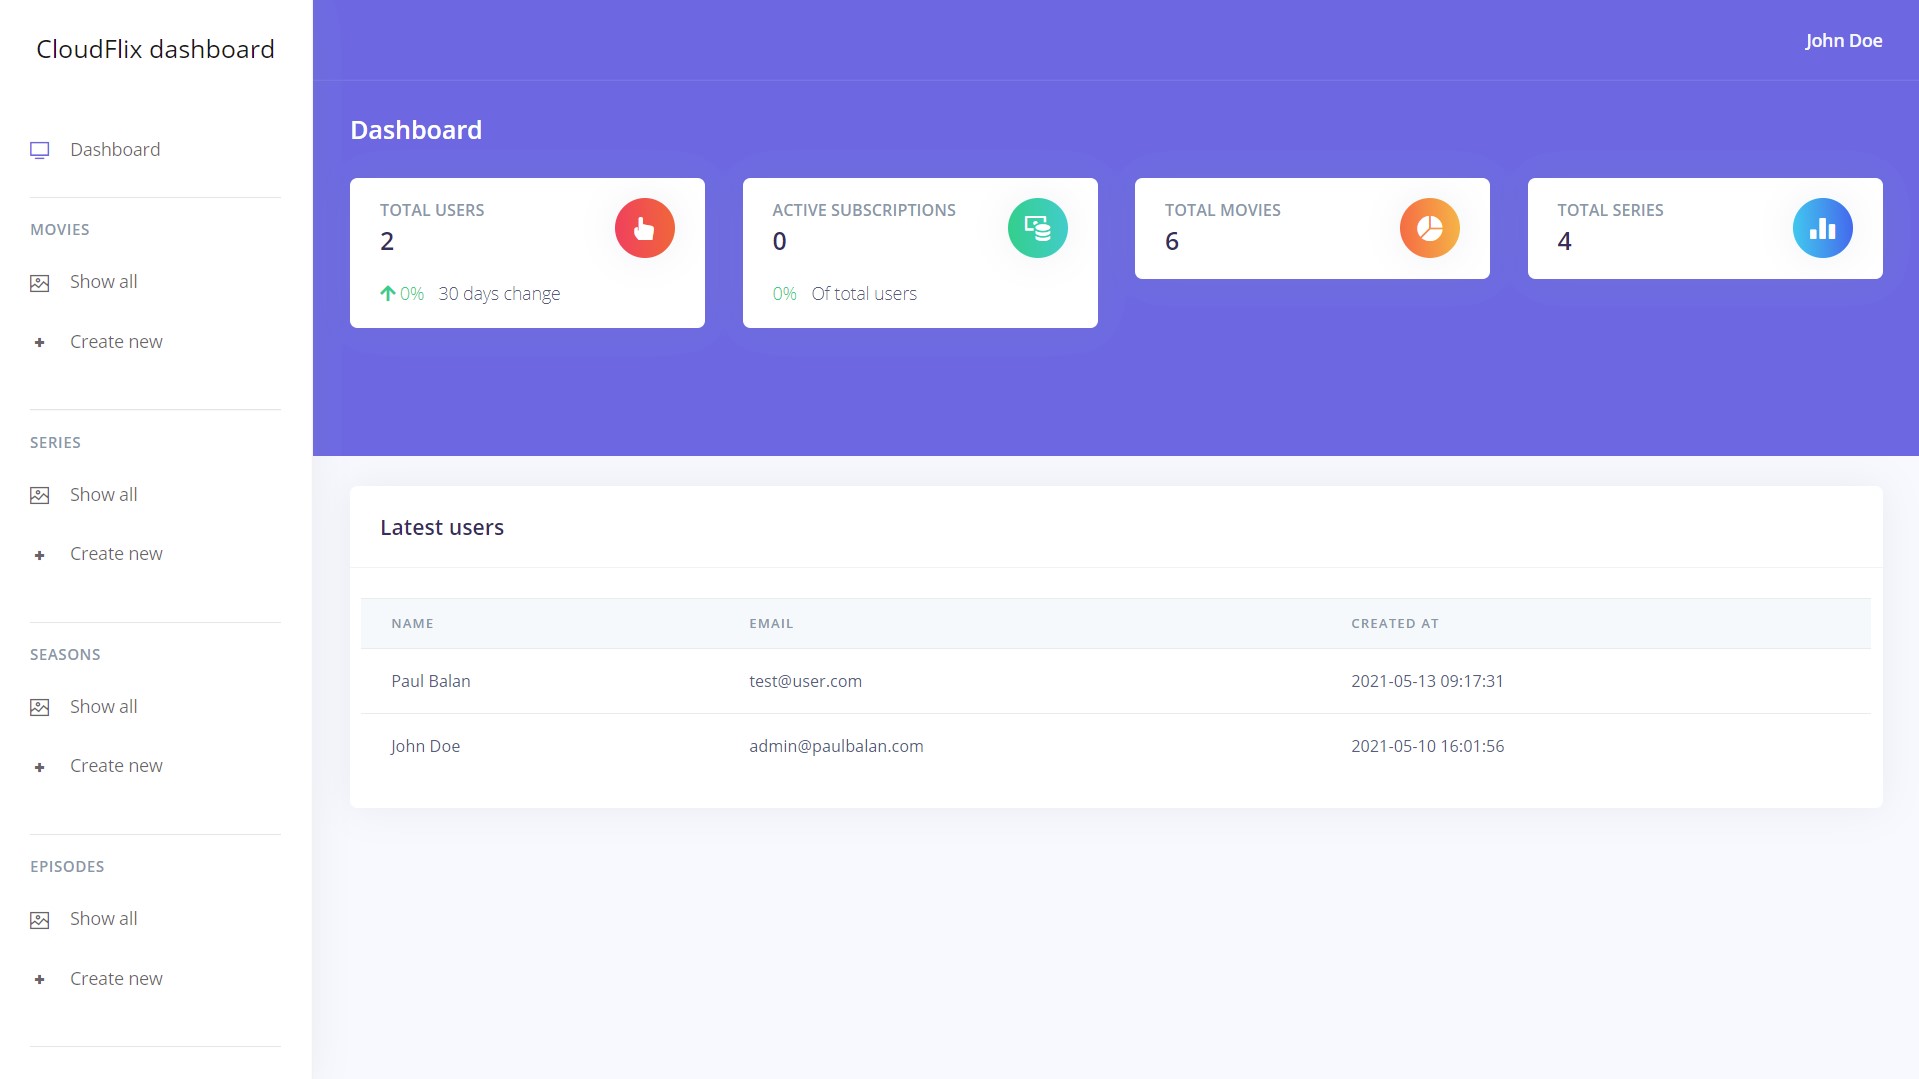 CloudFlix dashboard
Dashboard
MOVIES
Show all
Create new
SERIES
Show all
Create new
SEASONS
Show all
Create new
EPISODES
Show all
Create new
John Doe
Dashboard
TOTAL USERS
2
0% 30 days change
ACTIVE SUBSCRIPTIONS
0
0% Of total users
TOTAL MOVIES
6
TOTAL SERIES
4
Latest users
NAME EMAIL CREATED AT
Paul Balan test@user.com 2021-05-13 09:17:31
John Doe admin@paulbalan.com 2021-05-10 16:01:56